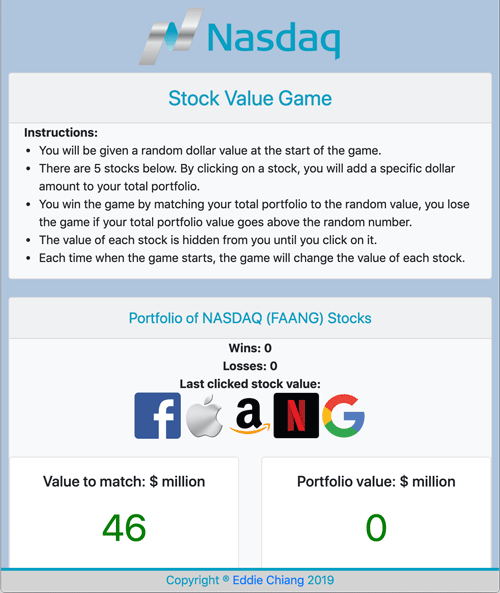 Nasdaq
Stock Value Game
Instructions:
You will be given a random dollar value at the start of the game.
There are 5 stocks below. By clicking on a stock, you will add a specific dollar
amount to your total portfolio.
You win the game by matching your total portfolio to the random value, you lose
the game if your total portfolio value goes above the random number.
The value of each stock is hidden from you until you click on it.
Each time when the game starts, the game will change the value of each stock.
Portfolio of NASDAQ (FAANG) Stocks
Wins: 0
Losses: 0
Last clicked stock value:
f a N G
Value to match: $ million
Portfolio value: $ million
46
0
Copyright ® Eddie Chiang 2019